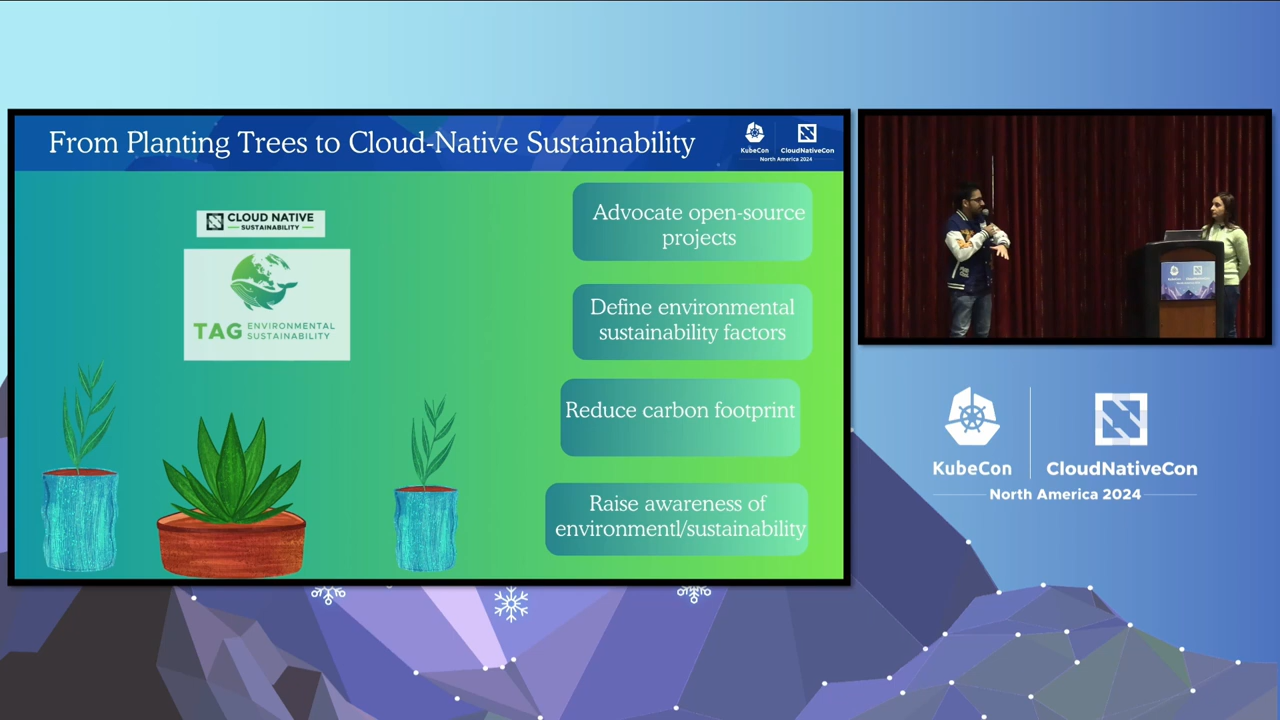 From Planting Trees to Cloud-Native Sustainability
KubeCon
CloudNativeCon
North America 2024
CLOUD NATIVE
SUSTAINABILITY
TAG ENVIRONMENTAL
SUSTAINABILITY
Advocate open-source
projects
Define environmental
sustainability factors
Reduce carbon footprint
Raise awareness of
environmentl/sustainability
KubeCon
CloudNativeCon
North America 2024